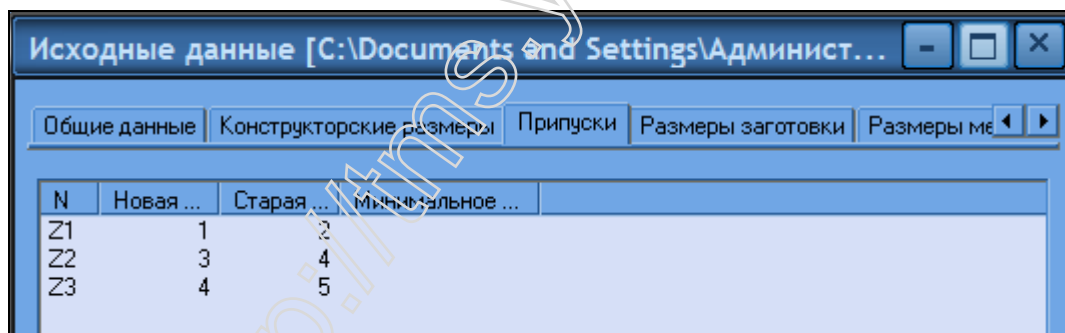 Исходные данные [C:\Documents and Settings\Админист...
Общие данные Конструкторские размеры Припуски Размеры заготовки Размеры ме
N Новая ... Старая ... Минимальное ...
Z1 1 2
Z2 3 4
Z3 4 5
p://tms.y